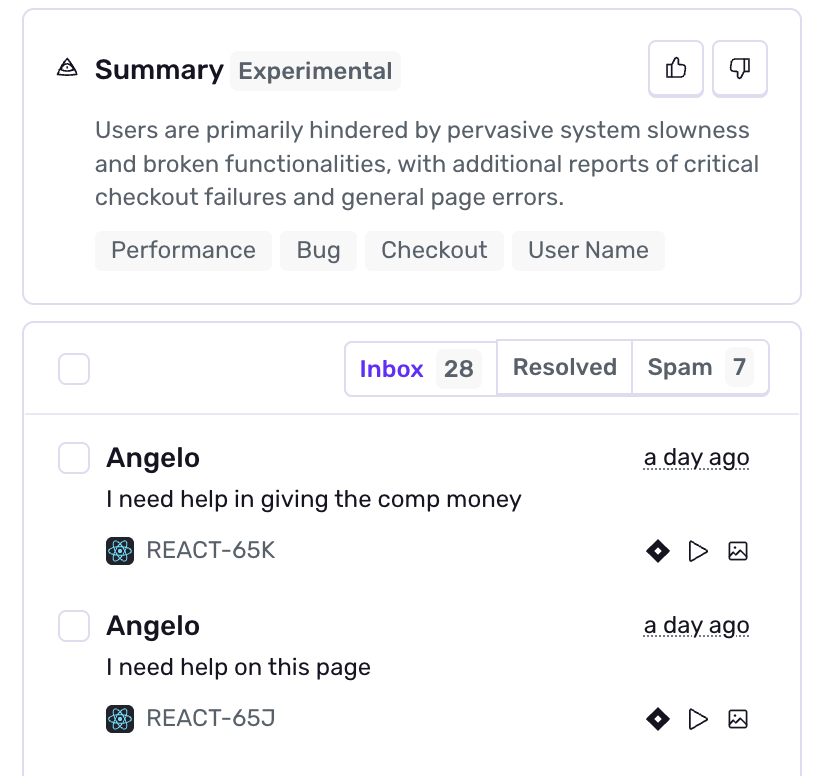 Summary Experimental
Users are primarily hindered by pervasive system slowness
and broken functionalities, with additional reports of critical
checkout failures and general page errors.
Performance Bug Checkout User Name
Inbox 28 Resolved Spam 7
Angelo a day ago
I need help in giving the comp money
REACT-65K
Angelo a day ago
I need help on this page
REACT-65J